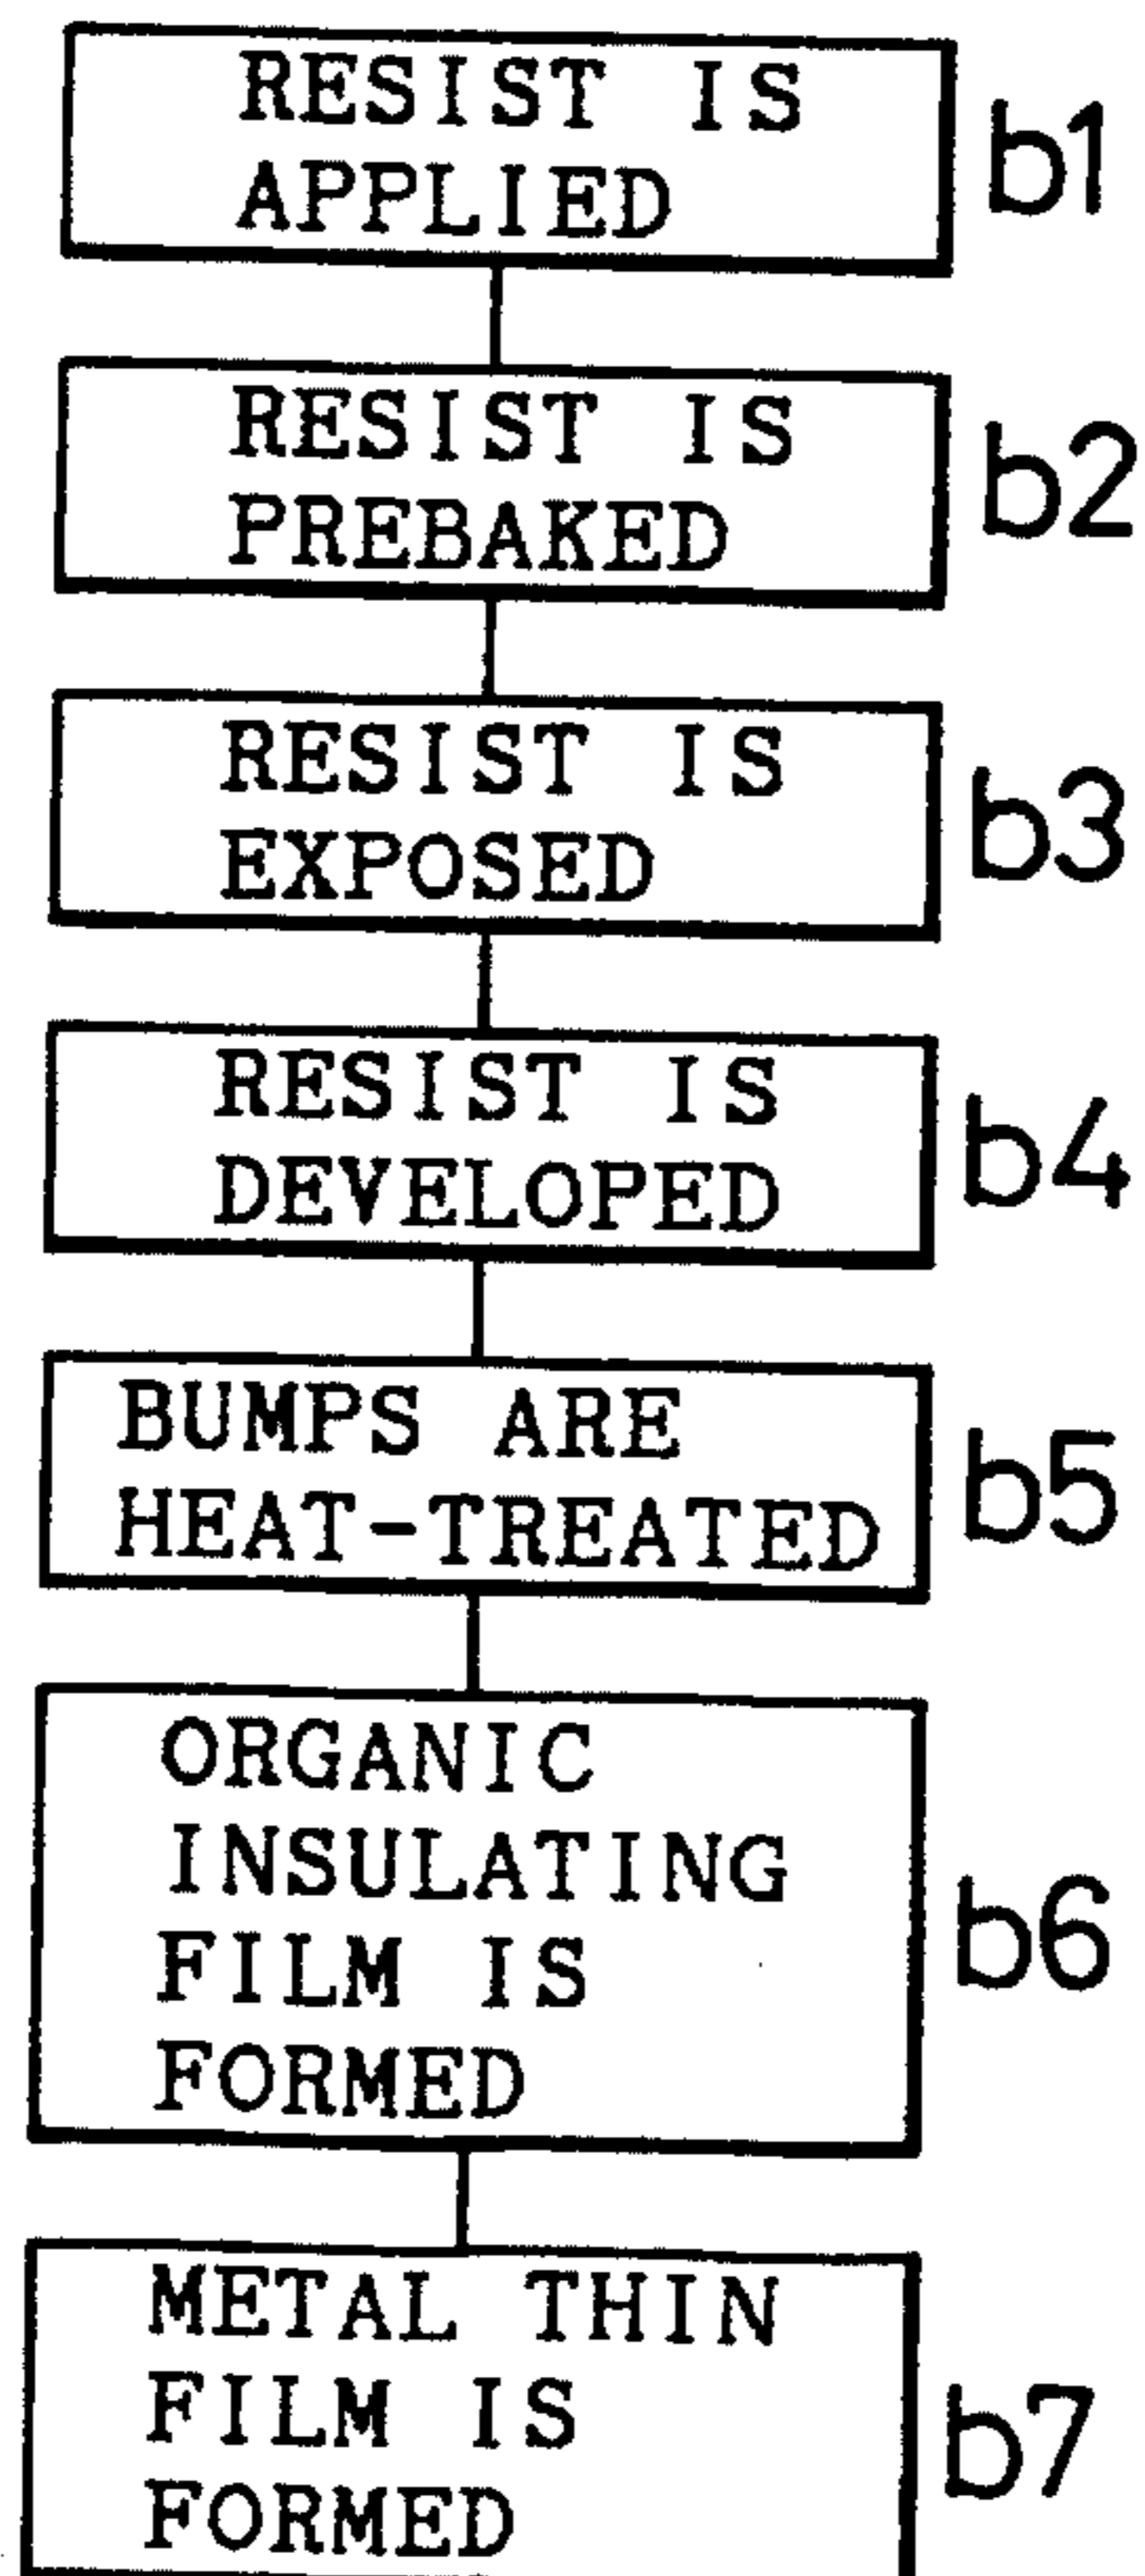 RESIST IS
APPLIED
b1
RESIST IS
PREBAKED
b2
RESIST IS
EXPOSED
b3
RESIST IS
DEVELOPED
b4
BUMPS ARE
HEAT-TREATED
b5
ORGANIC
INSULATING
FILM IS
FORMED
b6
METAL THIN
FILM IS
FORMED
b7